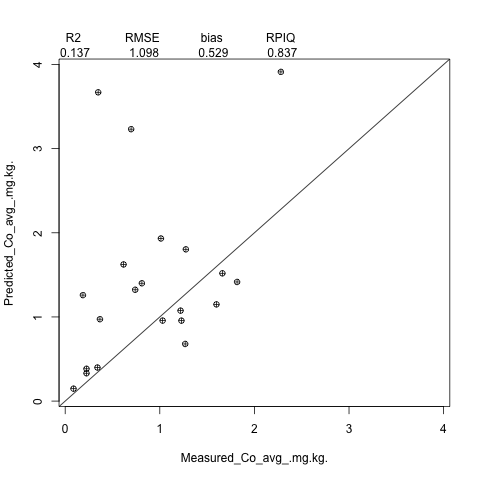 R2 RMSE bias RPIQ
0.137 1.098 0.529 0.837
4
3
2
1
0
Predicted_Co_avg_.mg.kg.
0 1 2 3 4
Measured_Co_avg_.mg.kg.